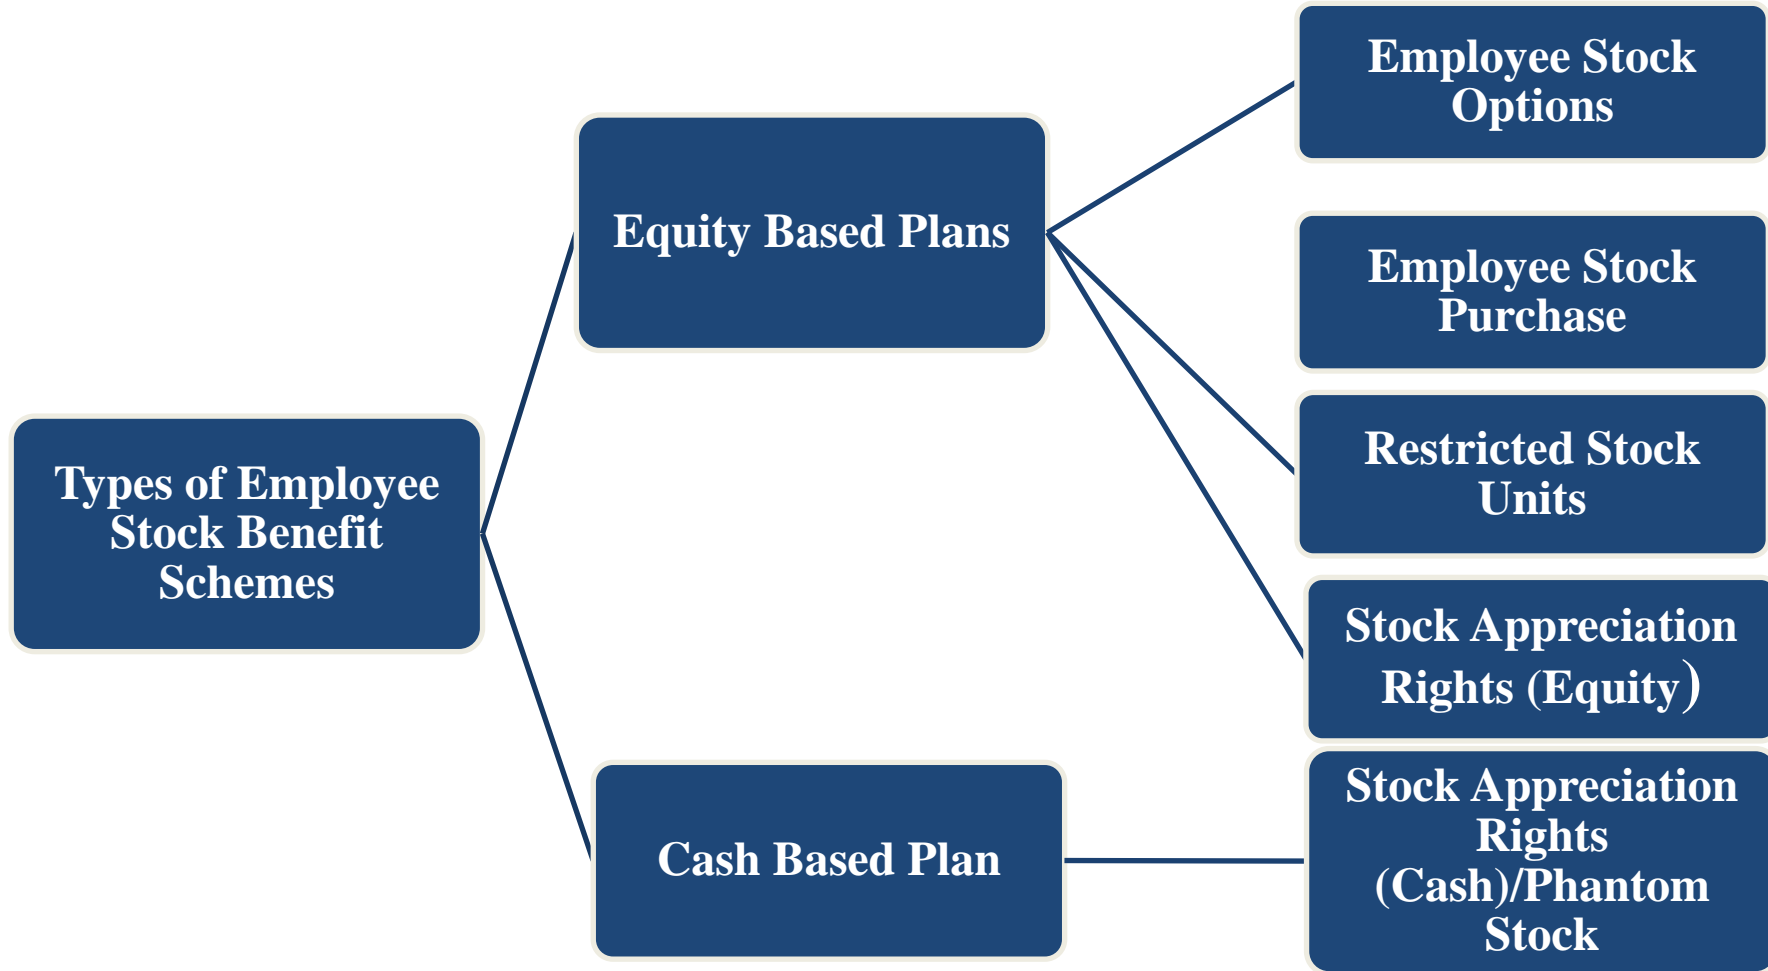 Employee Stock
Options
Equity Based Plans
Employee Stock
Purchase
Restricted Stock
Units
Types of Employee
Stock Benefit
Schemes
Stock Appreciation
Rights (Equity)
Cash Based Plan
Stock Appreciation
Rights
(Cash)/Phantom
Stock